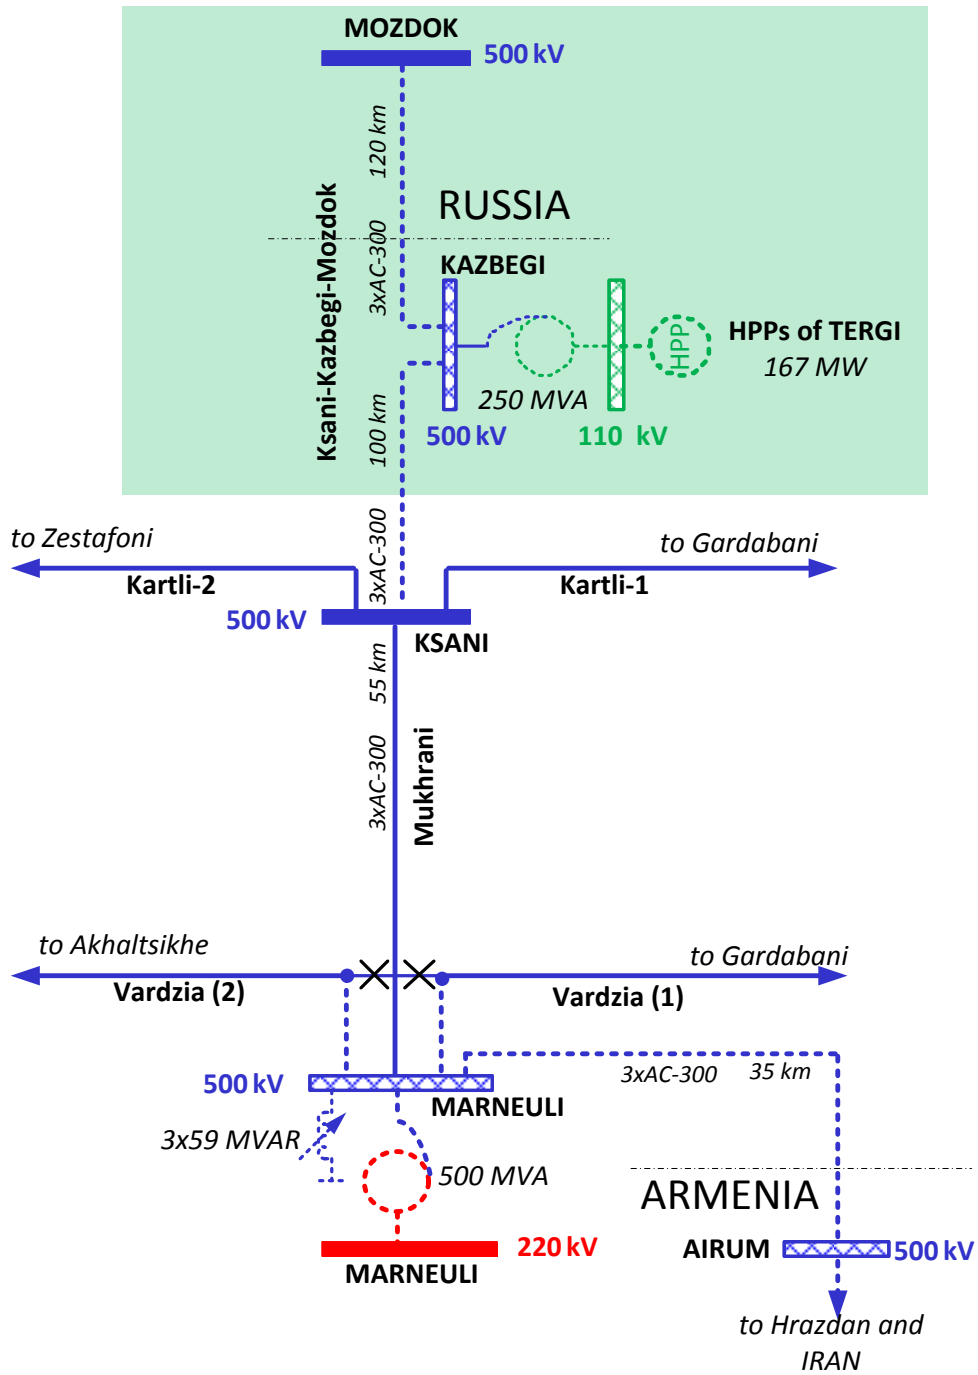 MOZDOK
500 kV
120 km
RUSSIA
Ksani-Kazbegi-Mozdok
3xAC-300
KAZBEGI
HPP
HPPs of TERGI
167 MW
250 MVA
100 km
500 kV
110 kV
to Zestafoni
3xAC-300
to Gardabani
Kartli-2
Kartli-1
500 kV
KSANI
55 km
3xAC-300
Mukhrani
to Akhaltsikhe
to Gardabani
Vardzia (2)
Vardzia (1)
500 kV
3xAC-300
35 km
MARNEULI
3x59 MVAR
500 MVA
ARMENIA
220 kV
AIRUM
500 kV
MARNEULI
to Hrazdan and
IRAN